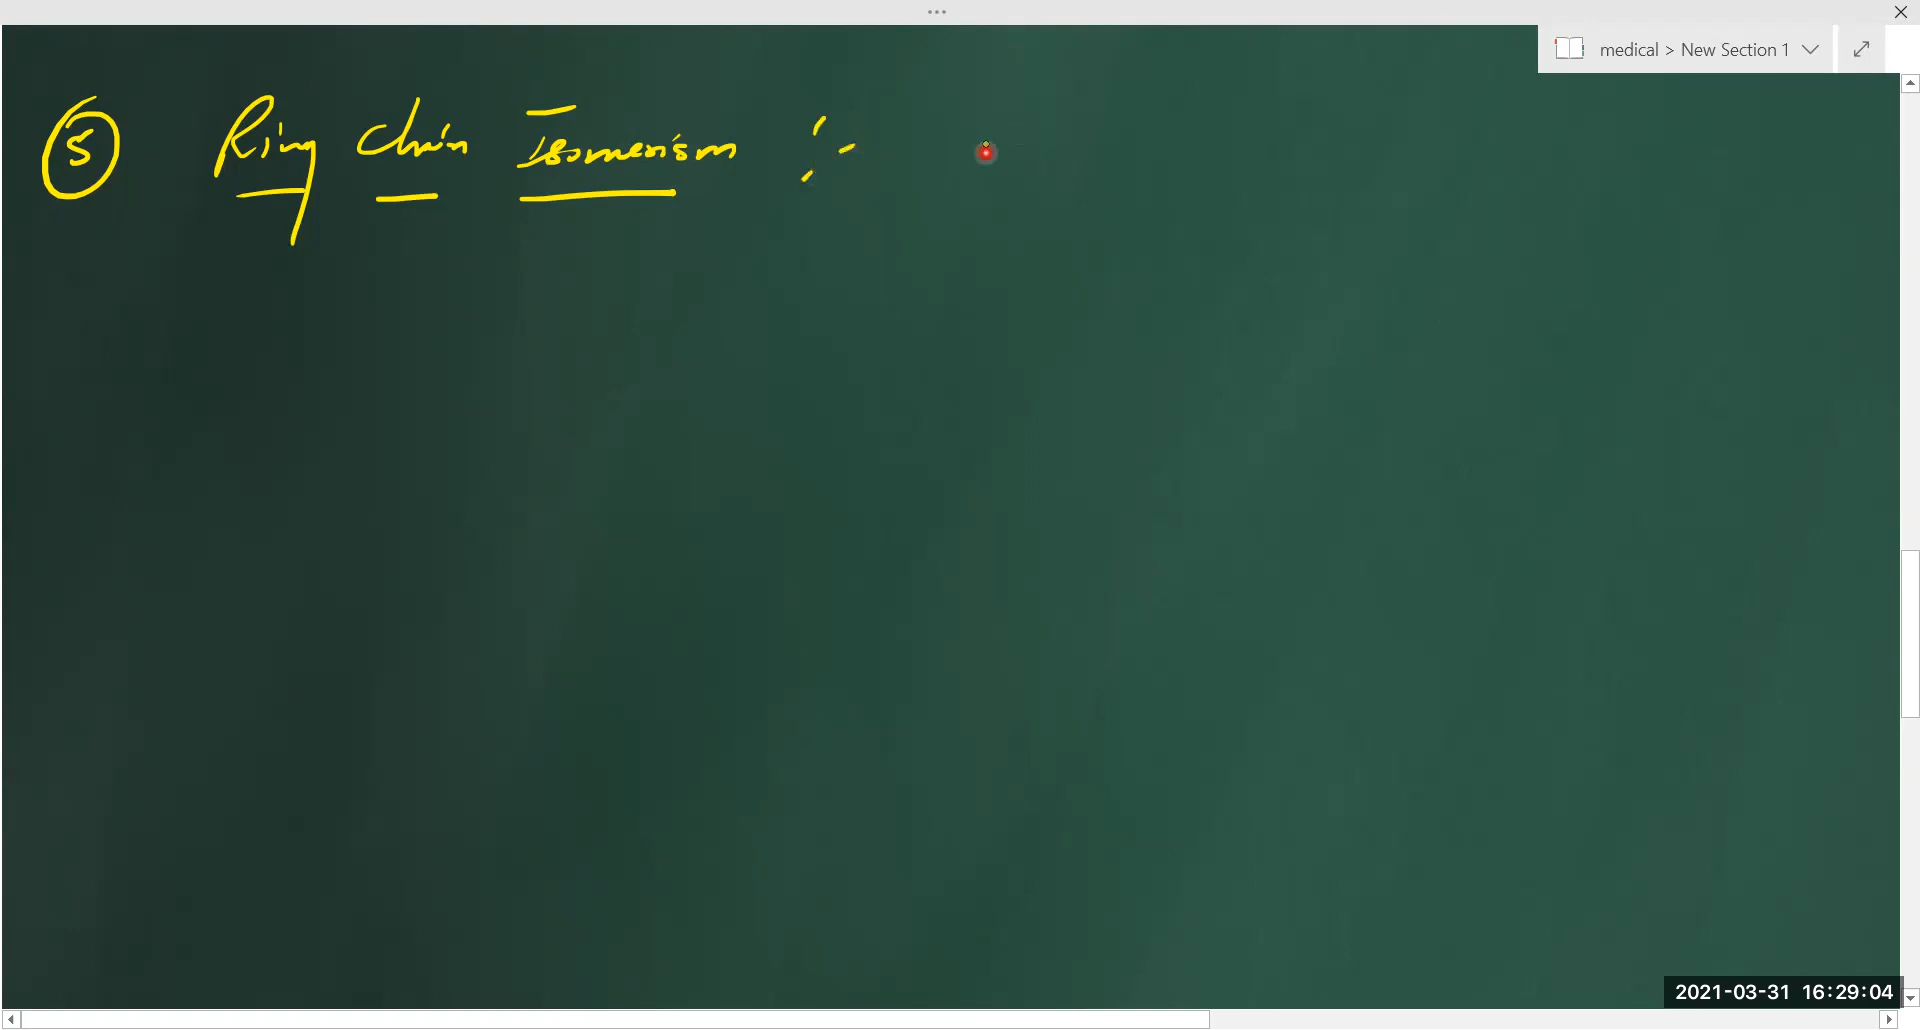 medical > New Section 1
5 Ring Chain Isomerism :-
2021-03-31 16:29:04